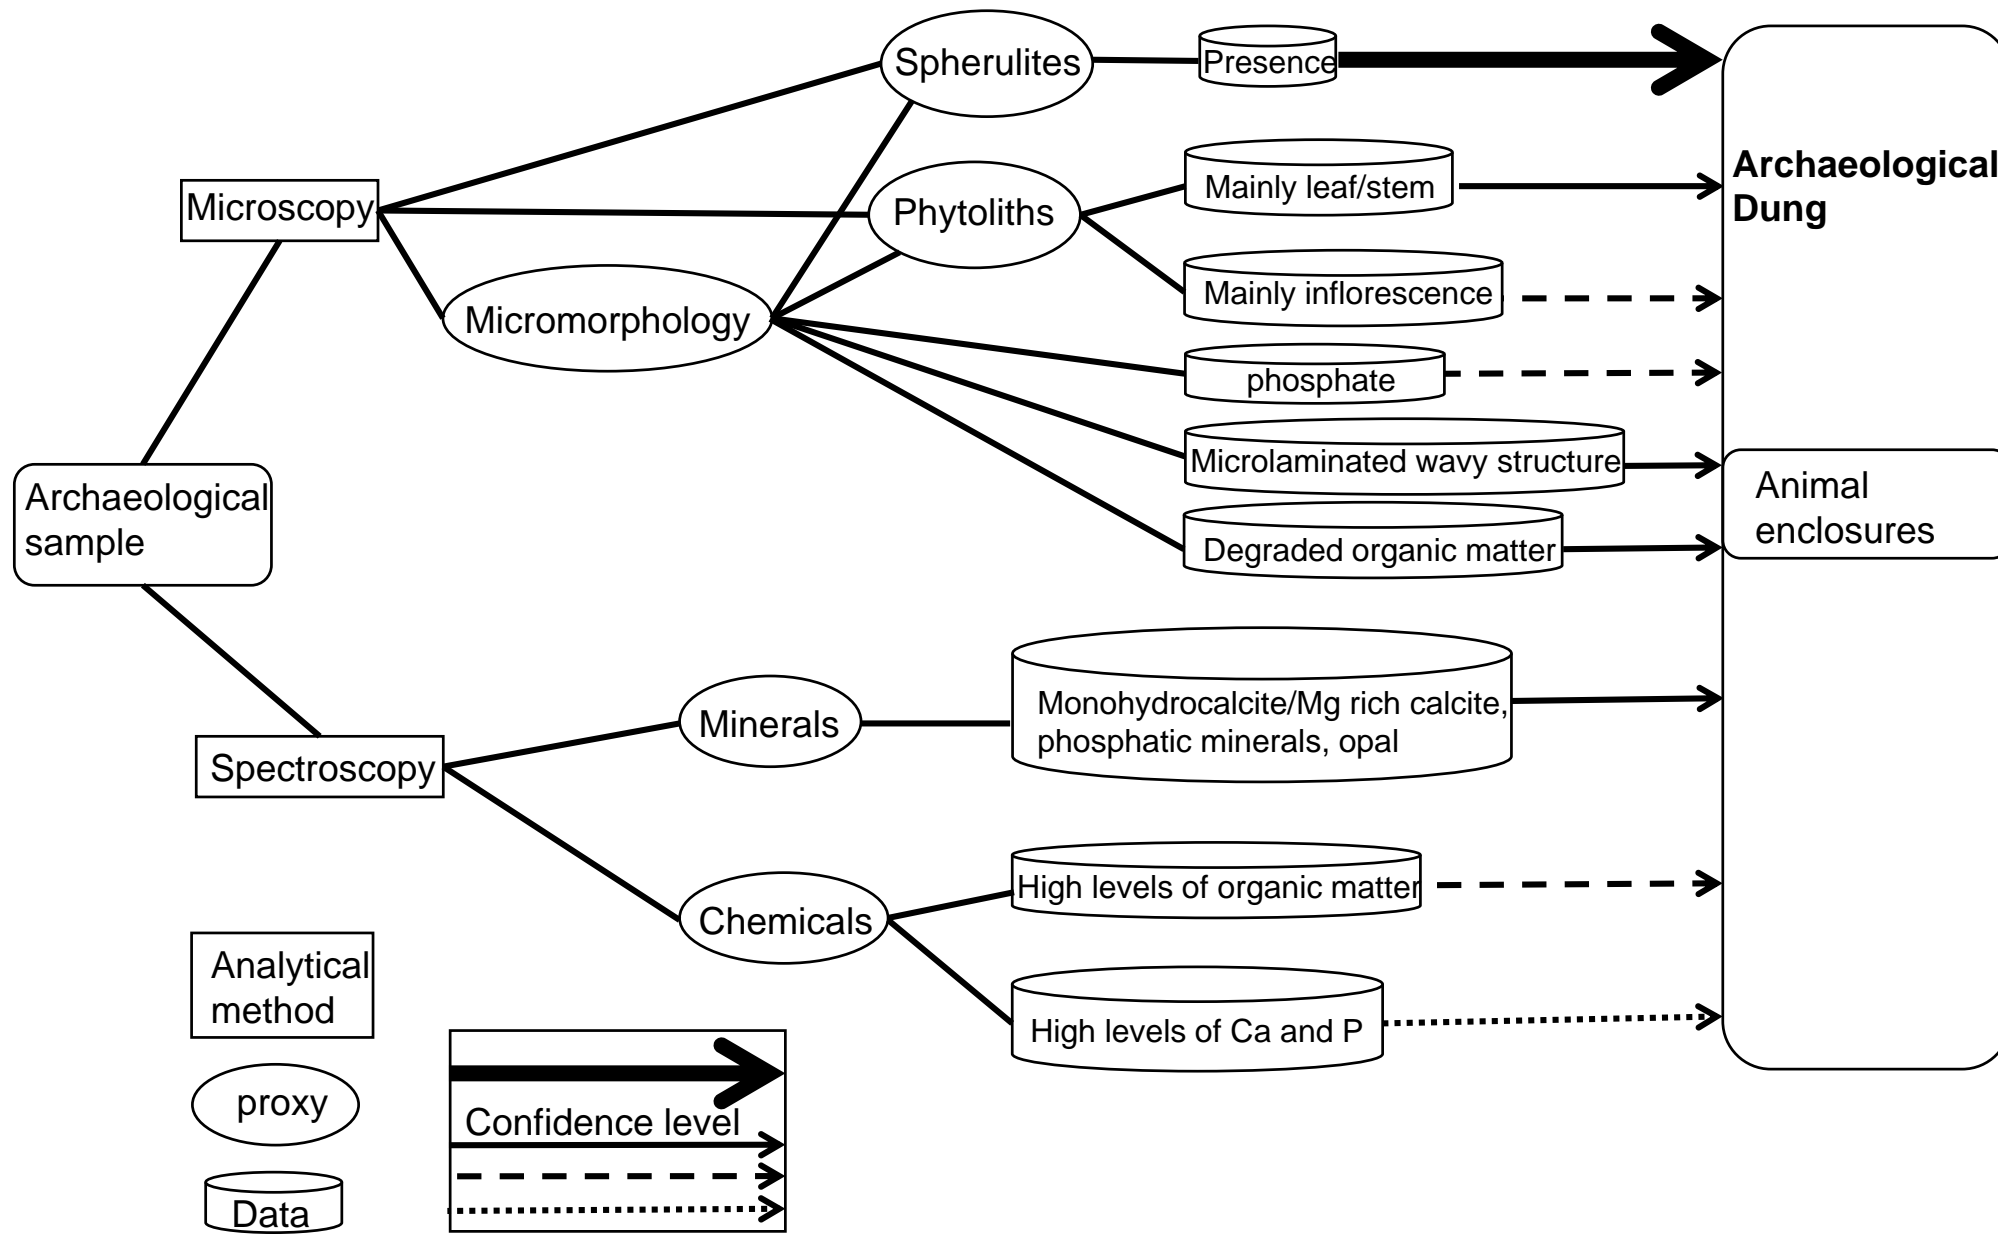 Spherulites
Presence
Archaeological
Dung
Mainly leaf/stem
Microscopy
Phytoliths
Mainly inflorescence
Micromorphology
phosphate
Microlaminated wavy structure
Archaeological
sample
Animal
enclosures
Degraded organic matter
Monohydrocalcite/Mg rich calcite,
phosphatic minerals, opal
Minerals
Spectroscopy
High levels of organic matter
Chemicals
High levels of Ca and P
Analytical
method
proxy
Data
Confidence level